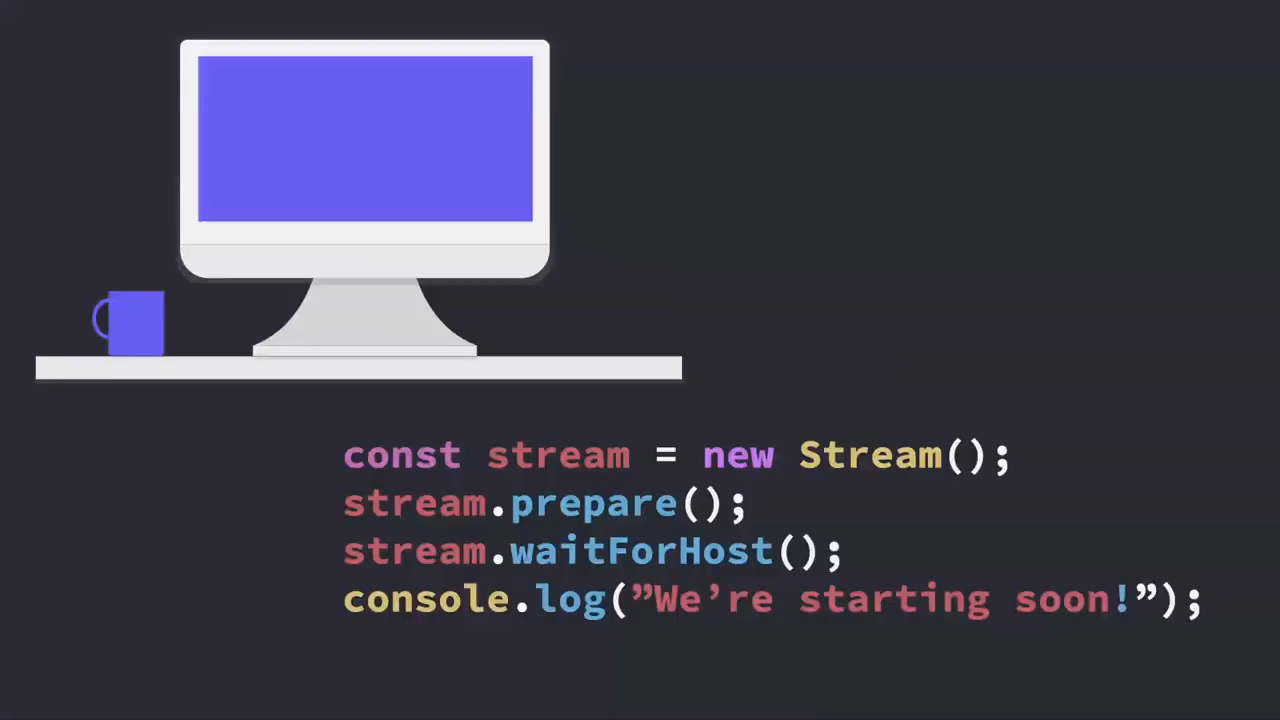 const stream = new Stream();
stream.prepare();
stream.waitForHost();
console.log(”We’re starting soon!”);